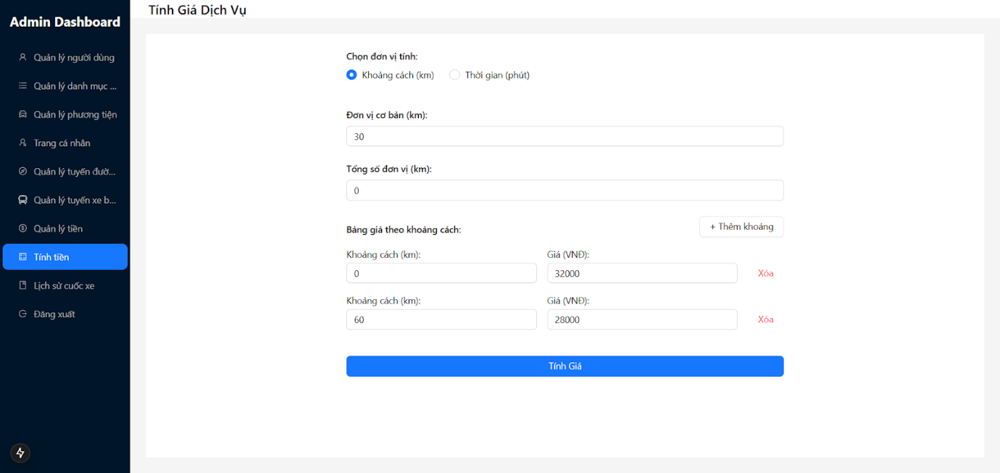 Admin Dashboard
Quản lý người dùng
Quản lý danh mục ...
Quản lý phương tiện
Trang cá nhân
Quản lý tuyến đườ...
Quản lý tuyến xe b...
Quản lý tiền
Tính tiền
Lịch sử cuốc xe
Đăng xuất
Tính Giá Dịch Vụ
Chọn đơn vị tính:
Khoảng cách (km) Thời gian (phút)
Đơn vị cơ bản (km):
30
Tổng số đơn vị (km):
0
Bảng giá theo khoảng cách: + Thêm khoảng
Khoảng cách (km): Giá (VNĐ):
0 32000 Xóa
Khoảng cách (km): Giá (VNĐ):
60 28000 Xóa
Tính Giá